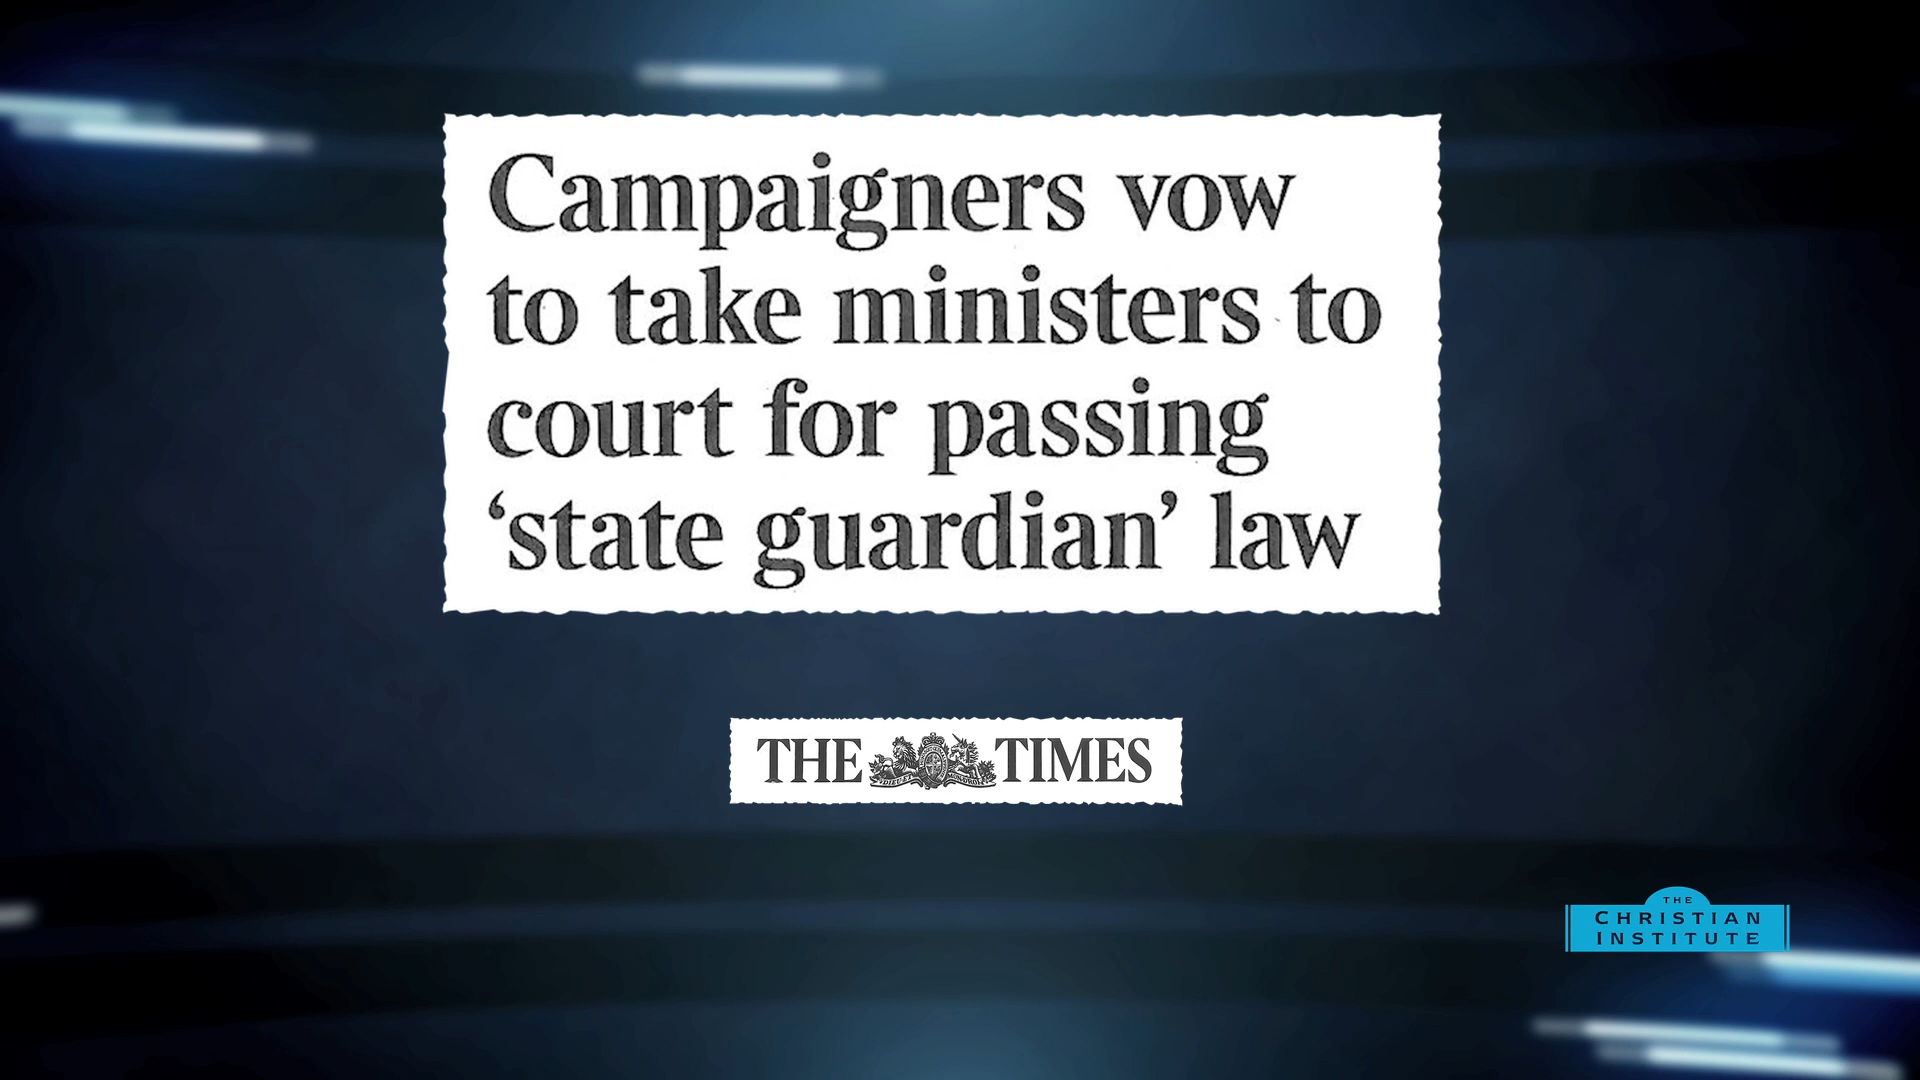 Campaigners vow
to take ministers to
court for passing
‘state guardian’ law
THE TIMES
THE
CHRISTIAN
INSTITUTE